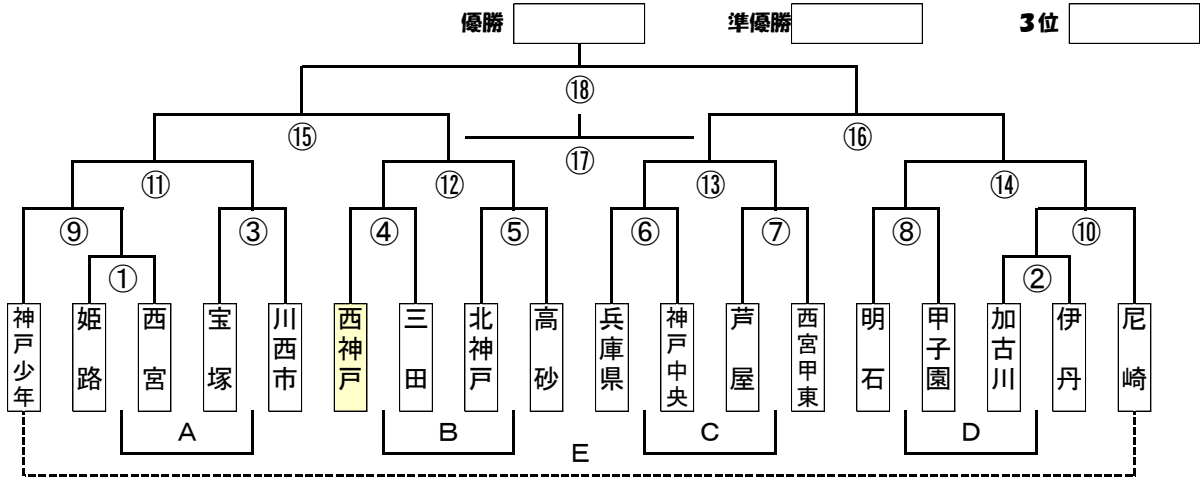 優勝 準優勝 3位
⑱
⑮ ⑰ ⑯
⑪ ⑫ ⑬ ⑭
⑨ ③ ④ ⑤ ⑥ ⑦ ⑧ ⑩
① ②
神戸少年
姫路
西宮
宝塚
川西市
西神戸
三田
北神戸
高砂
兵庫県
神戸中央
芦屋
西宮甲東
明石
甲子園
加古川
伊丹
尼崎
A B C D
E